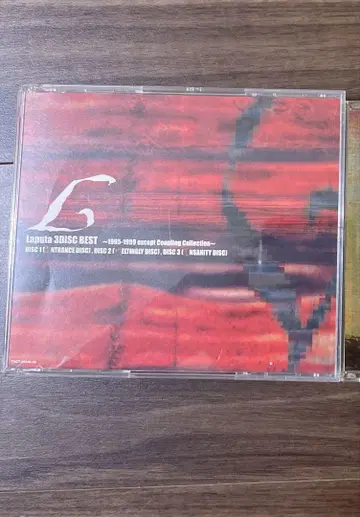 L
Laputa 3DISC BEST ～1995-1999 except Coupling Collection～
DISC 1 [ NTRANCE DISC], DISC 2 [ ELTINGLY DISC], DISC 3 [ NSANITY DISC]